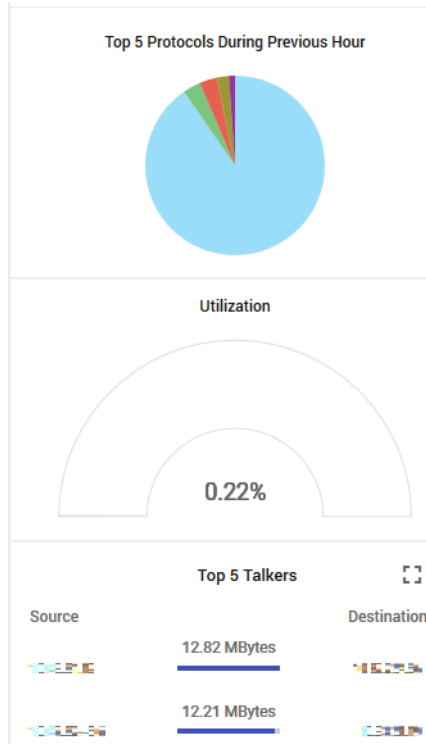 Top 5 Protocols During Previous Hour
Utilization
0.22%
Top 5 Talkers
Source Destination
12.82 MBytes
12.21 MBytes